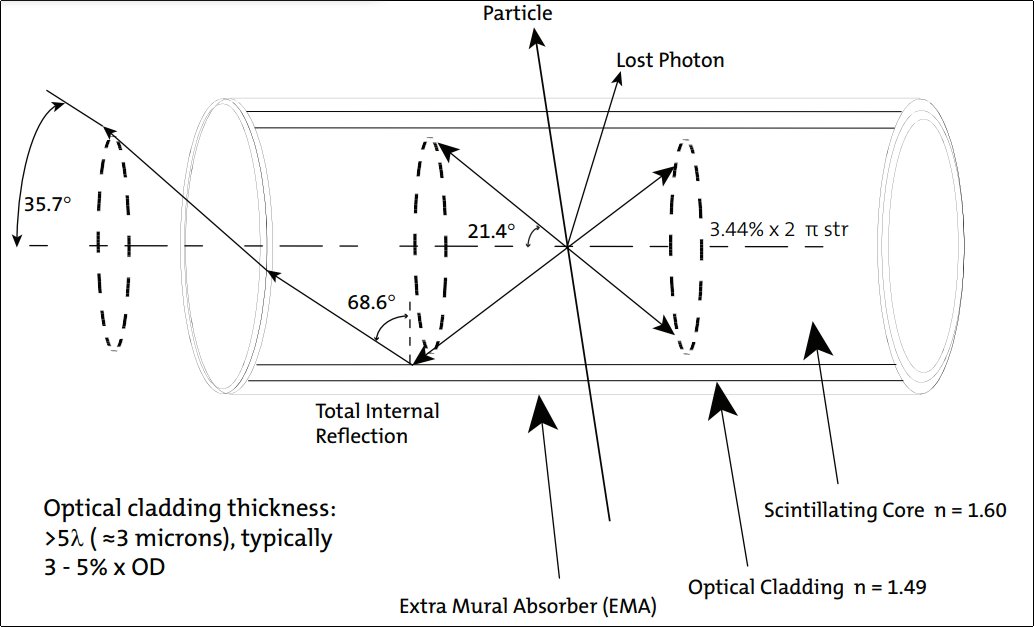 Particle
Lost Photon
35.7°
21.4°
3.44% x 2 π str
68.6°
Total Internal
Reflection
Optical cladding thickness:
>5λ ( ≈3 microns), typically
3 - 5% x OD
Scintillating Core n = 1.60
Optical Cladding n = 1.49
Extra Mural Absorber (EMA)